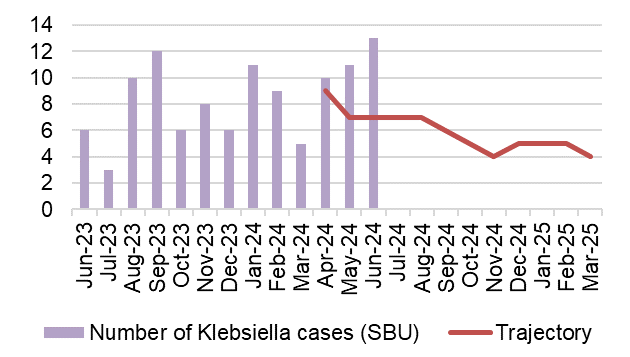 14
12
10
8
6
4
2
0
Jun-23
Jul-23
Aug-23
Sep-23
Oct-23
Nov-23
Dec-23
Jan-24
Feb-24
Mar-24
Apr-24
May-24
Jun-24
Jul-24
Aug-24
Sep-24
Oct-24
Nov-24
Dec-24
Jan-25
Feb-25
Mar-25
Number of Klebsiella cases (SBU)
Trajectory